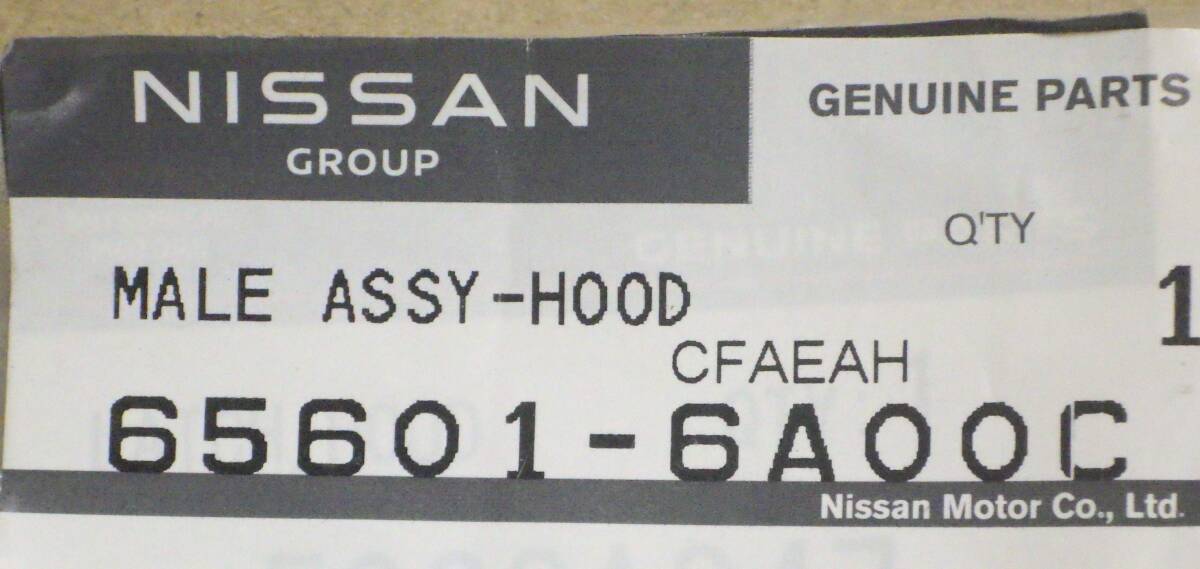 NISSAN
GROUP
GENUINE PARTS
Q'TY
MALE ASSY-HOOD
1
CFAEAH
65601-6A00C
Nissan Motor Co., Ltd.